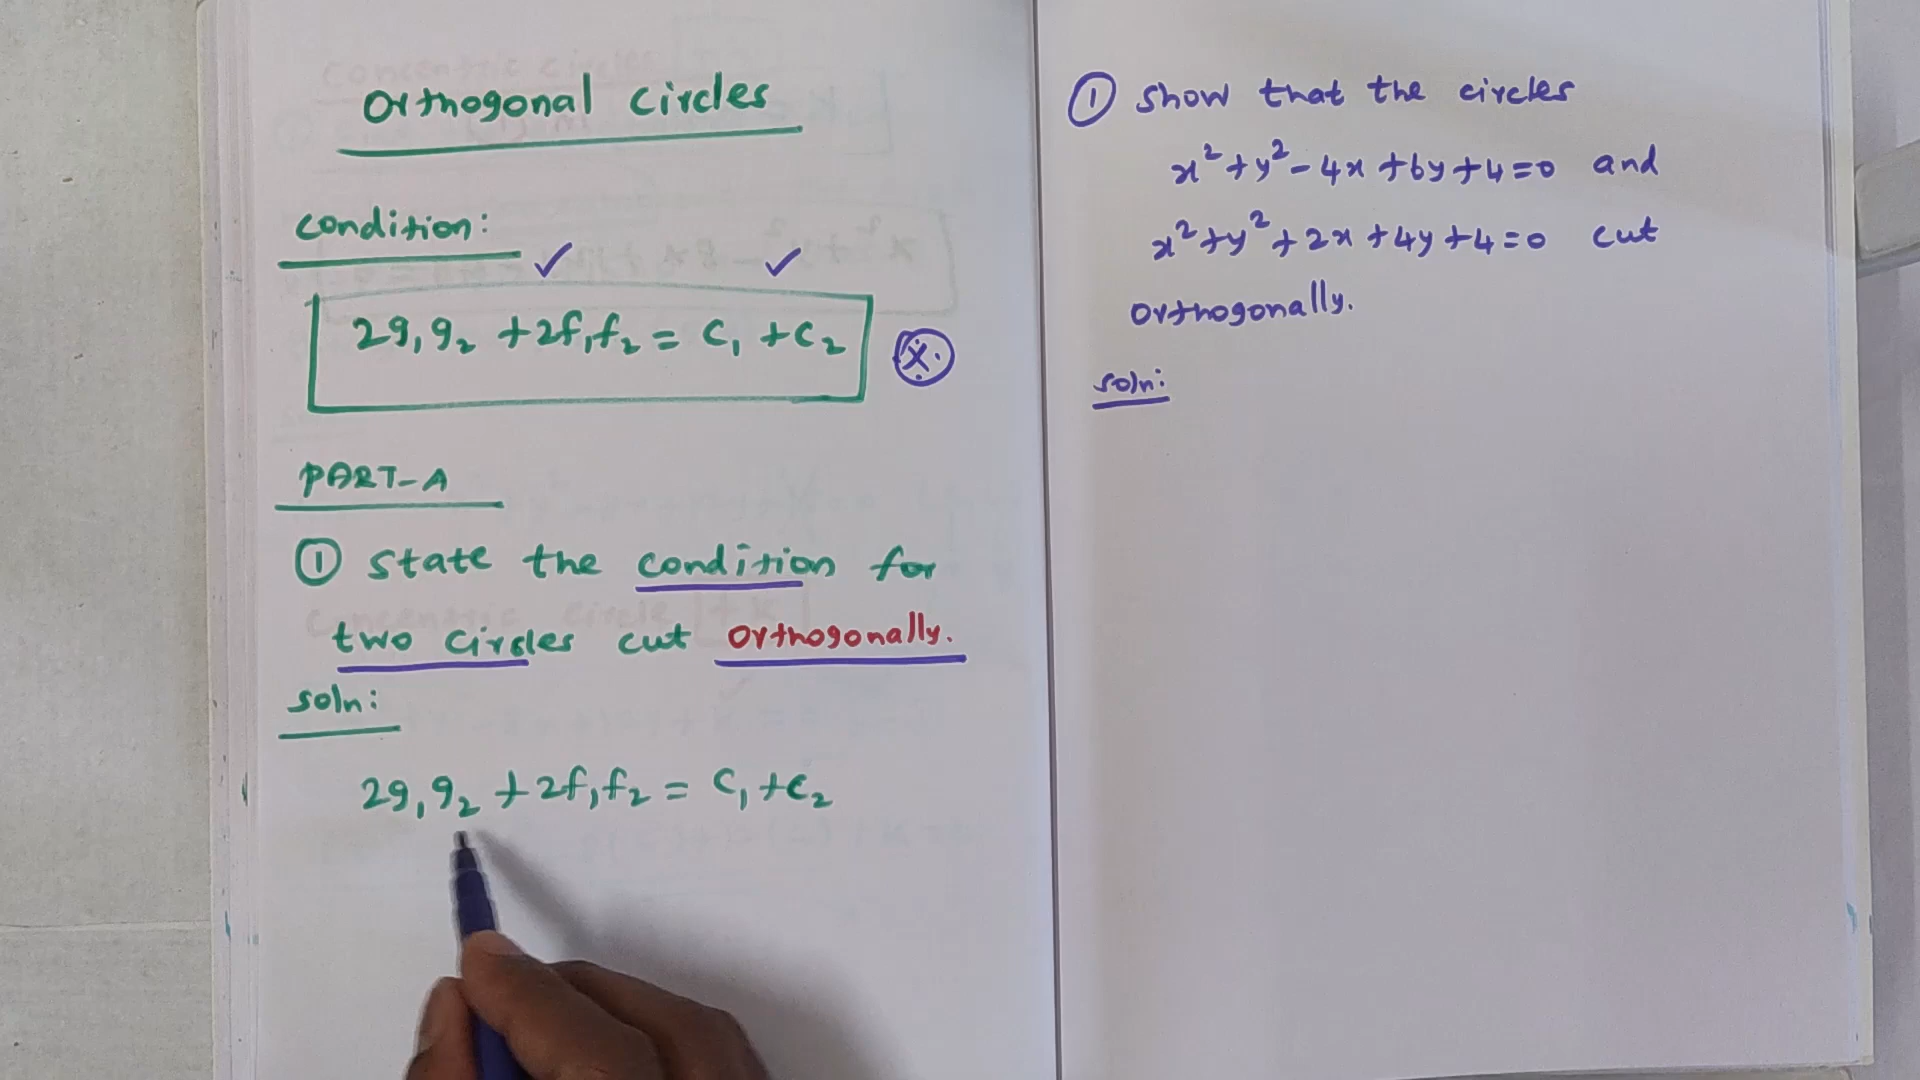 Orthogonal Circles
Condition:
2g₁g₂ + 2f₁f₂ = C₁ + C₂
PART-A
① State the condition for
two circles cut orthogonally.
Soln:
2g₁g₂ + 2f₁f₂ = C₁ + C₂
① Show that the circles
x² + y² - 4x + 6y + 4 = 0 and
x² + y² + 2x + 4y + 4 = 0 cut
orthogonally.
Soln: